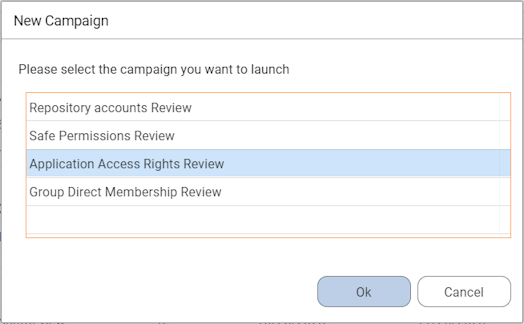 New Campaign
Please select the campaign you want to launch
Repository accounts Review
Safe Permissions Review
Application Access Rights Review
Group Direct Membership Review
Ok
Cancel